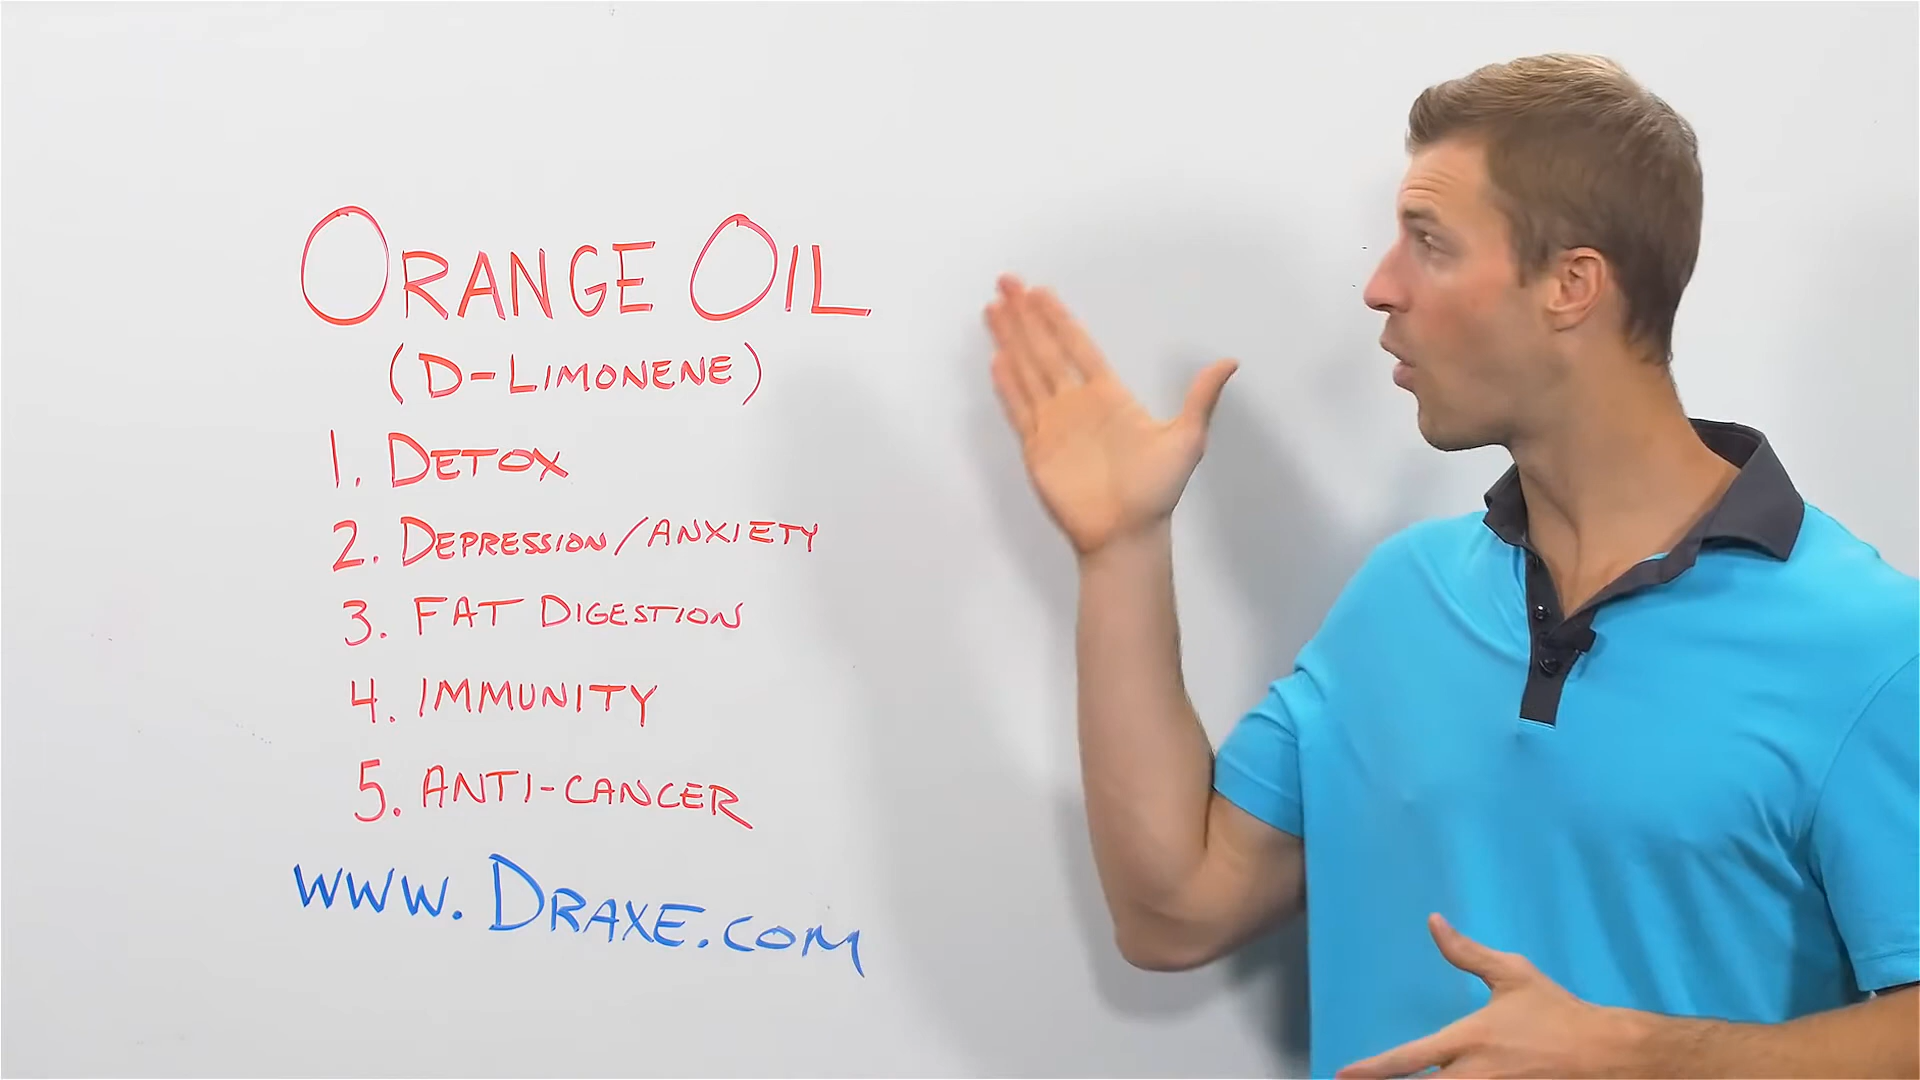 ORANGE OIL
(D-LIMONENE)
1. DETOX
2. DEPRESSION/ANXIETY
3. FAT DIGESTION
4. IMMUNITY
5. ANTI-CANCER
www.DRAXE.COM